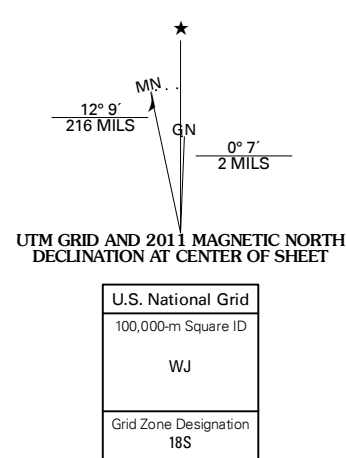 ★
MN
12° 9´
216 MILS
GN
0° 7´
2 MILS
UTM GRID AND 2011 MAGNETIC NORTH
DECLINATION AT CENTER OF SHEET
U.S. National Grid
100,000-m Square ID
WJ
Grid Zone Designation
18S